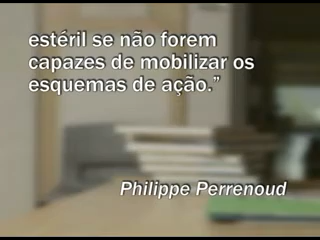 estéril se não forem
capazes de mobilizar os
esquemas de ação.”
Philippe Perrenoud